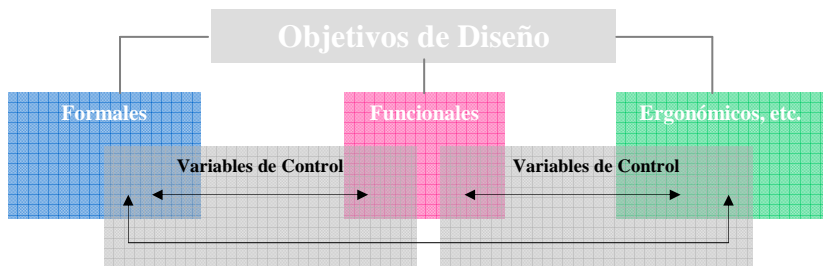 Objetivos de Diseño
Formales
Funcionales
Ergonómicos, etc.
Variables de Control
Variables de Control